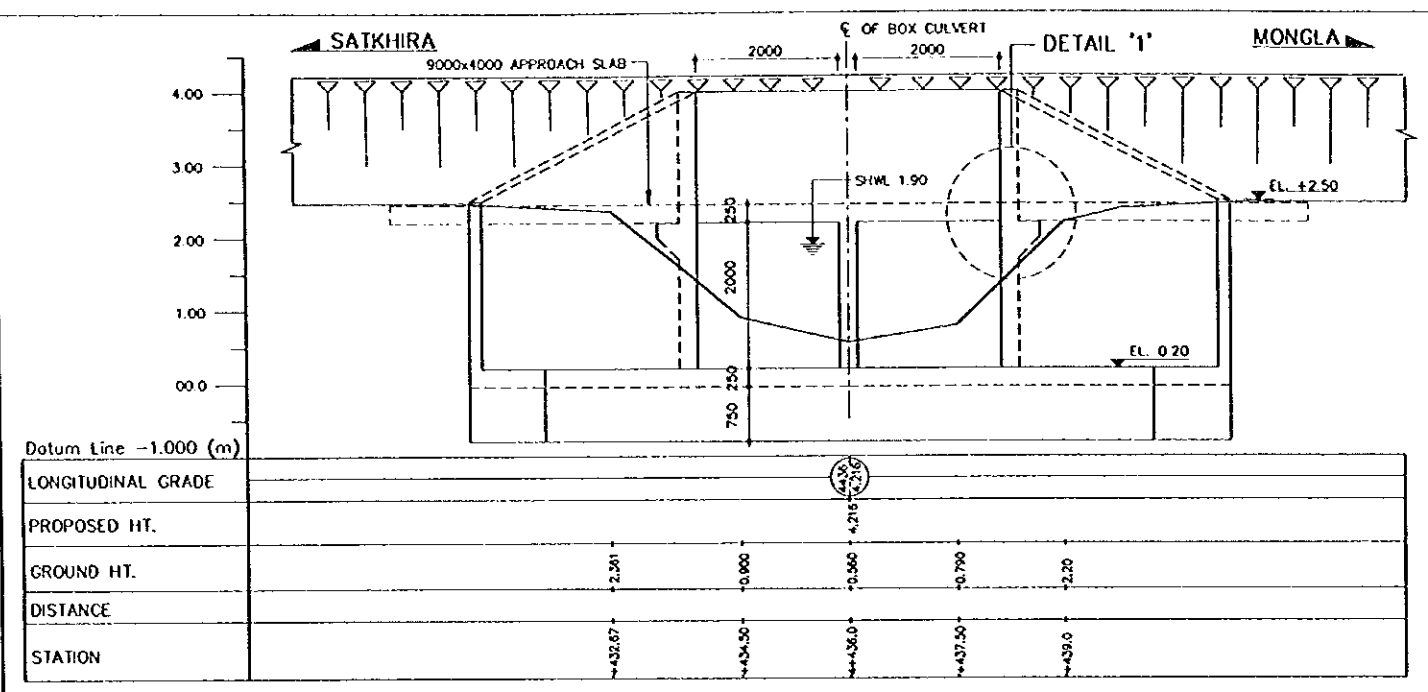 ℄ OF BOX CULVERT
SATKHIRA
2000
2000
DETAIL '1'
MONGLA
9000x4000 APPROACH SLAB
4.00
3.00
SHWL 1.90
EL. +2.50
250
2.00
2000
1.00
EL. 0.20
00.0
250
750
Datum Line -1.000 (m)
LONGITUDINAL GRADE
4.216
PROPOSED HT.
4.216
GROUND HT.
+2.361 +0.900 +0.560 +0.790 +2.20
DISTANCE
STATION
+432.67 +434.50 +436.0 +437.50 +439.0